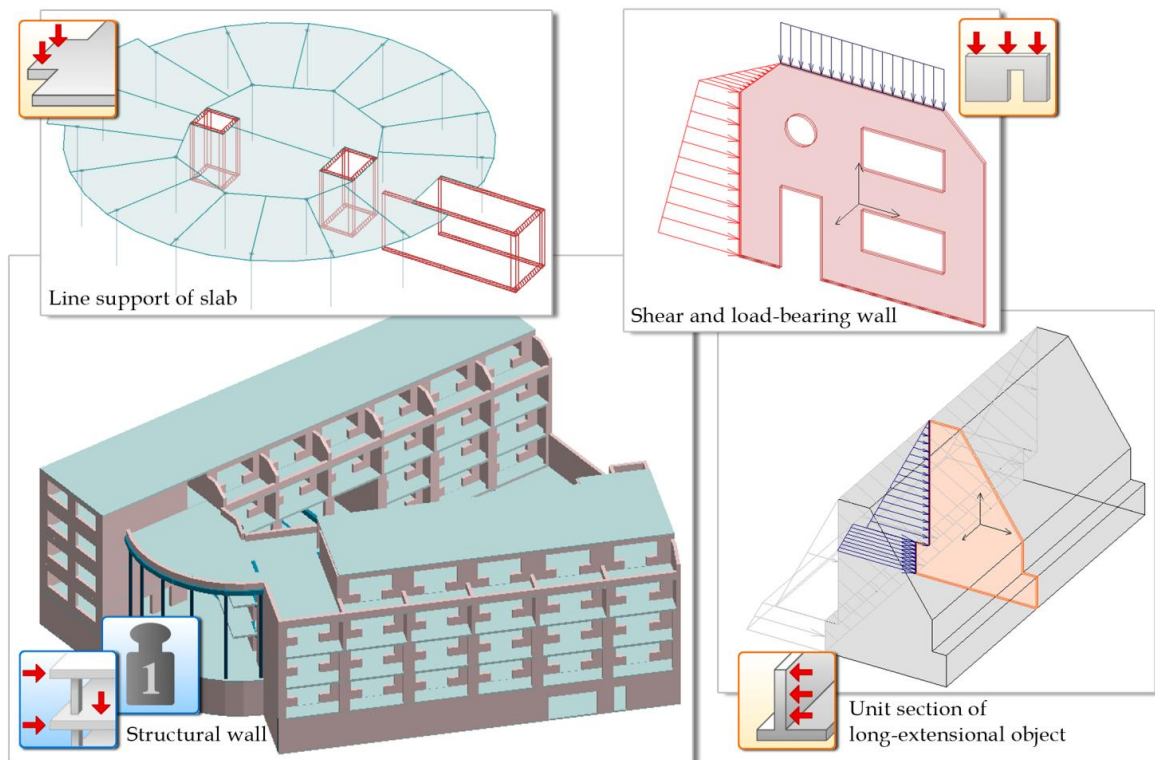 Line support of slab
Shear and load-bearing wall
1
Structural wall
Unit section of
long-extensional object